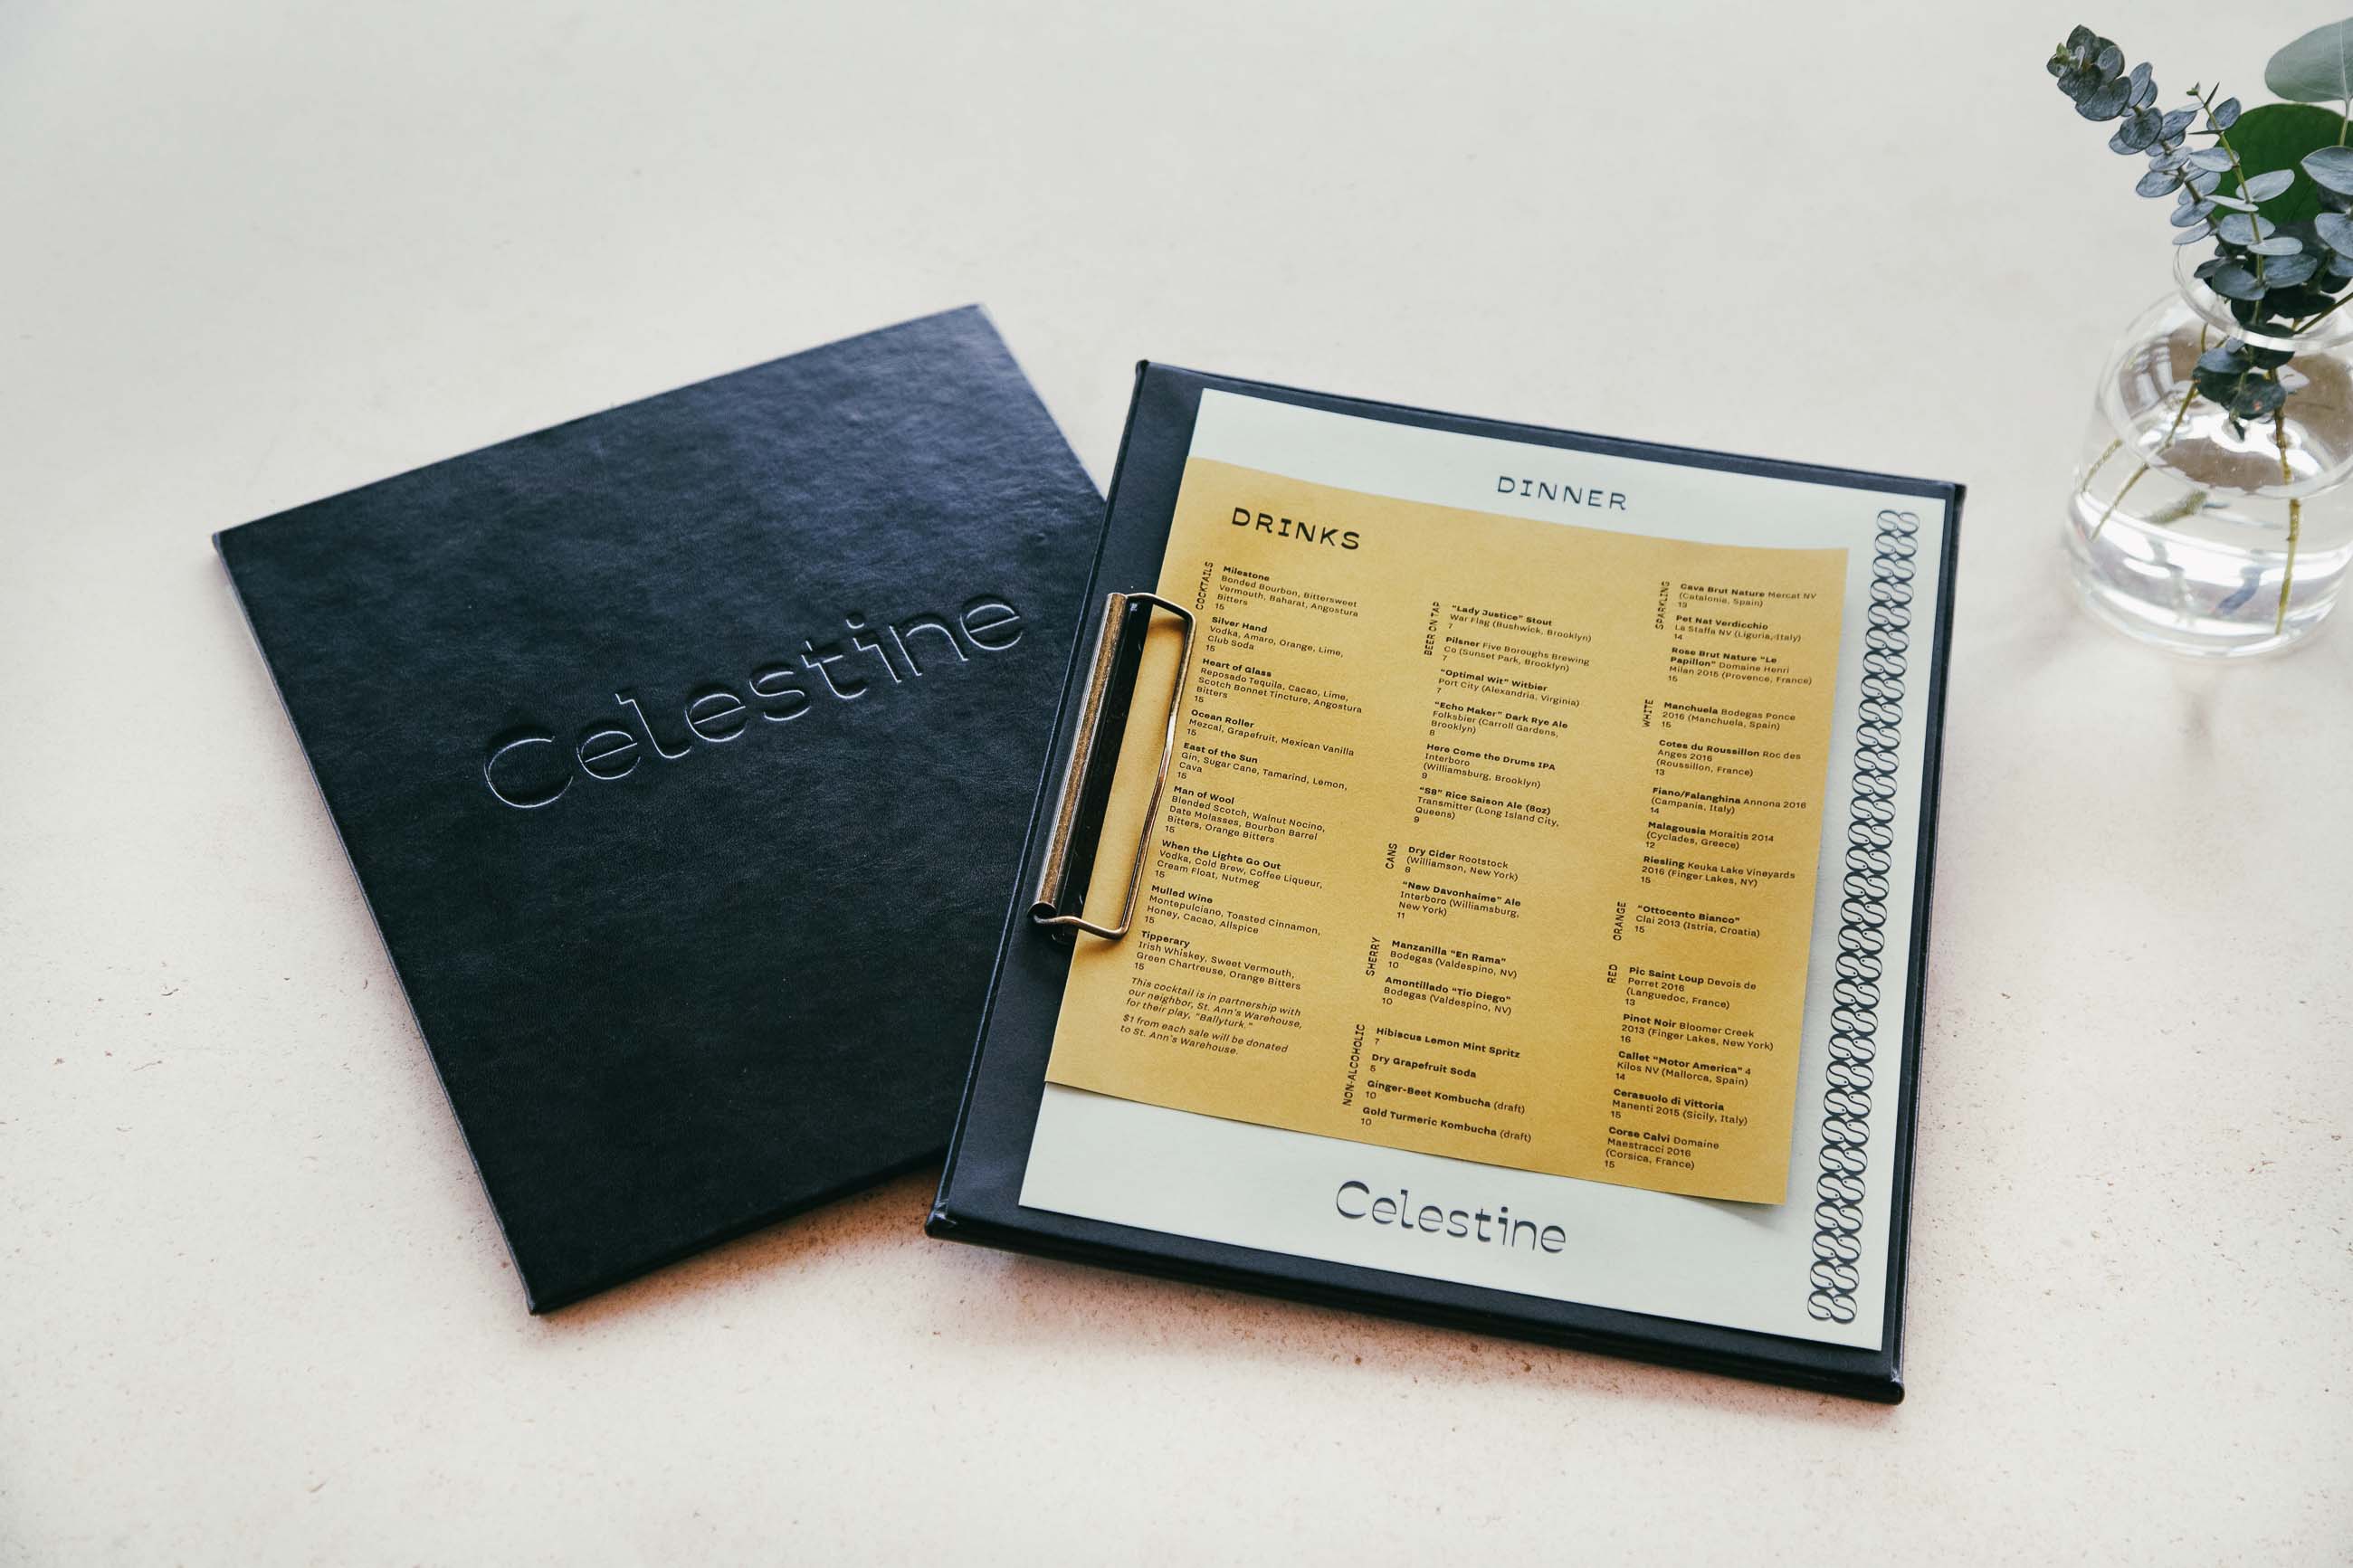 Celestine
DINNER
DRINKS
COCKTAILS
Milestone
Bonded Bourbon, Bittersweet
Vermouth, Baharat, Angostura
Bitters
15
Silver Hand
Vodka, Amaro, Orange, Lime,
Club Soda
15
Heart of Glass
Reposado Tequila, Cacao, Lime,
Scotch Bonnet Tincture, Angostura
Bitters
15
Ocean Roller
Mezcal, Grapefruit, Mexican Vanilla
15
East of the Sun
Gin, Sugar Cane, Tamarind, Lemon,
Cava
15
Man of Wool
Blended Scotch, Walnut Nocino,
Date Molasses, Bourbon Barrel
Bitters, Orange Bitters
15
When the Lights Go Out
Vodka, Cold Brew, Coffee Liqueur,
Cream Float, Nutmeg
15
Mulled Wine
Montepulciano, Toasted Cinnamon,
Honey, Cacao, Allspice
15
Tipperary
Irish Whiskey, Sweet Vermouth,
Green Chartreuse, Orange Bitters
15
This cocktail is in partnership with
our neighbor, St. Ann's Warehouse,
for their play, "Ballyturk."
$1 from each sale will be donated
to St. Ann's Warehouse.
BEER ON TAP
"Lady Justice" Stout
War Flag (Bushwick, Brooklyn)
7
Pilsner Five Boroughs Brewing
Co (Sunset Park, Brooklyn)
7
"Optimal Wit" Witbier
Port City (Alexandria, Virginia)
7
"Echo Maker" Dark Rye Ale
Folksbier (Carroll Gardens,
Brooklyn)
8
Here Come the Drums IPA
Interboro
(Williamsburg, Brooklyn)
9
"S8" Rice Saison Ale (8oz)
Transmitter (Long Island City,
Queens)
9
CANS
Dry Cider Rootstock
(Williamson, New York)
8
"New Davonhaime" Ale
Interboro (Williamsburg,
New York)
11
SHERRY
Manzanilla "En Rama"
Bodegas (Valdespino, NV)
10
Amontillado "Tio Diego"
Bodegas (Valdespino, NV)
10
NON-ALCOHOLIC
Hibiscus Lemon Mint Spritz
7
Dry Grapefruit Soda
5
Ginger-Beet Kombucha (draft)
10
Gold Turmeric Kombucha (draft)
10
SPARKLING
Cava Brut Nature Mercat NV
(Catalonia, Spain)
13
Pet Nat Verdicchio
La Staffa NV (Liguria, Italy)
14
Rose Brut Nature "Le
Papillon" Domaine Henri
Milan 2015 (Provence, France)
15
WHITE
Manchuela Bodegas Ponce
2016 (Manchuela, Spain)
15
Cotes du Roussillon Roc des
Anges 2016
(Roussillon, France)
13
Fiano/Falanghina Annona 2016
(Campania, Italy)
14
Malagousia Moraitis 2014
(Cyclades, Greece)
12
Riesling Keuka Lake Vineyards
2016 (Finger Lakes, NY)
15
ORANGE
"Ottocento Bianco"
Clai 2013 (Istria, Croatia)
15
RED
Pic Saint Loup Devois de
Perret 2016
(Languedoc, France)
13
Pinot Noir Bloomer Creek
2013 (Finger Lakes, New York)
16
Callet "Motor America" 4
Kilos NV (Mallorca, Spain)
14
Cerasuolo di Vittoria
Manenti 2015 (Sicily, Italy)
15
Corse Calvi Domaine
Maestracci 2016
(Corsica, France)
15
Celestine